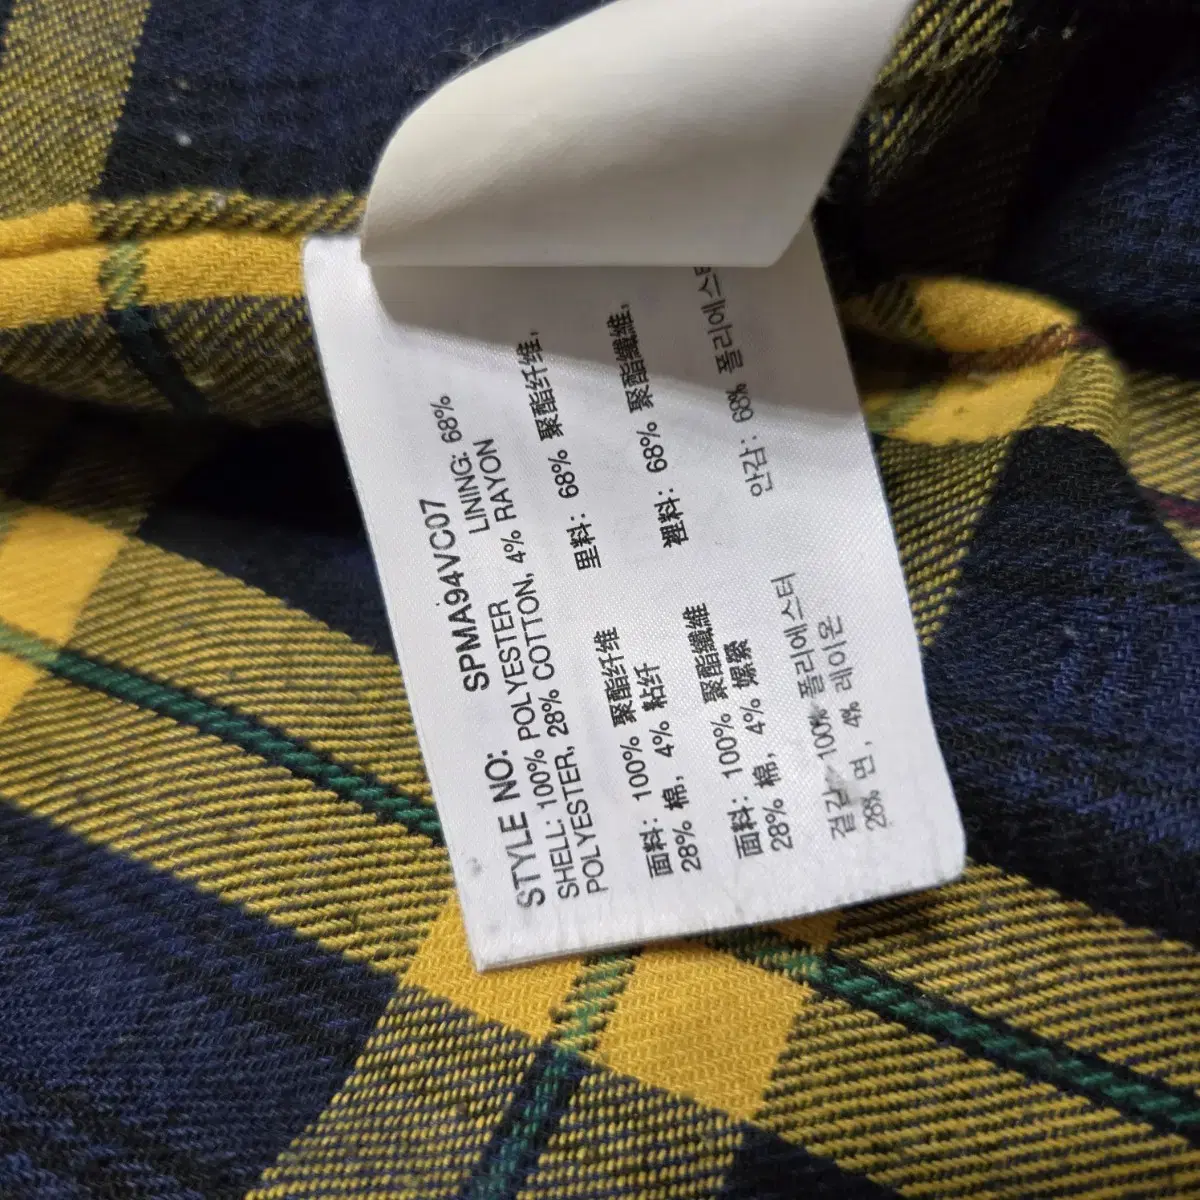 STYLE NO: SPMA94VC07
SHELL: 100% POLYESTER LINING: 68%
POLYESTER, 28% COTTON, 4% RAYON
面料: 100% 聚酯纤维 里料: 68% 聚酯纤维,
28% 棉, 4% 粘纤
面料: 100% 聚酯纖維 裡料: 68% 聚酯纖維,
28% 棉, 4% 嫘縈
겉감: 100% 폴리에스터 안감: 68% 폴리에스터
28% 면, 4% 레이온